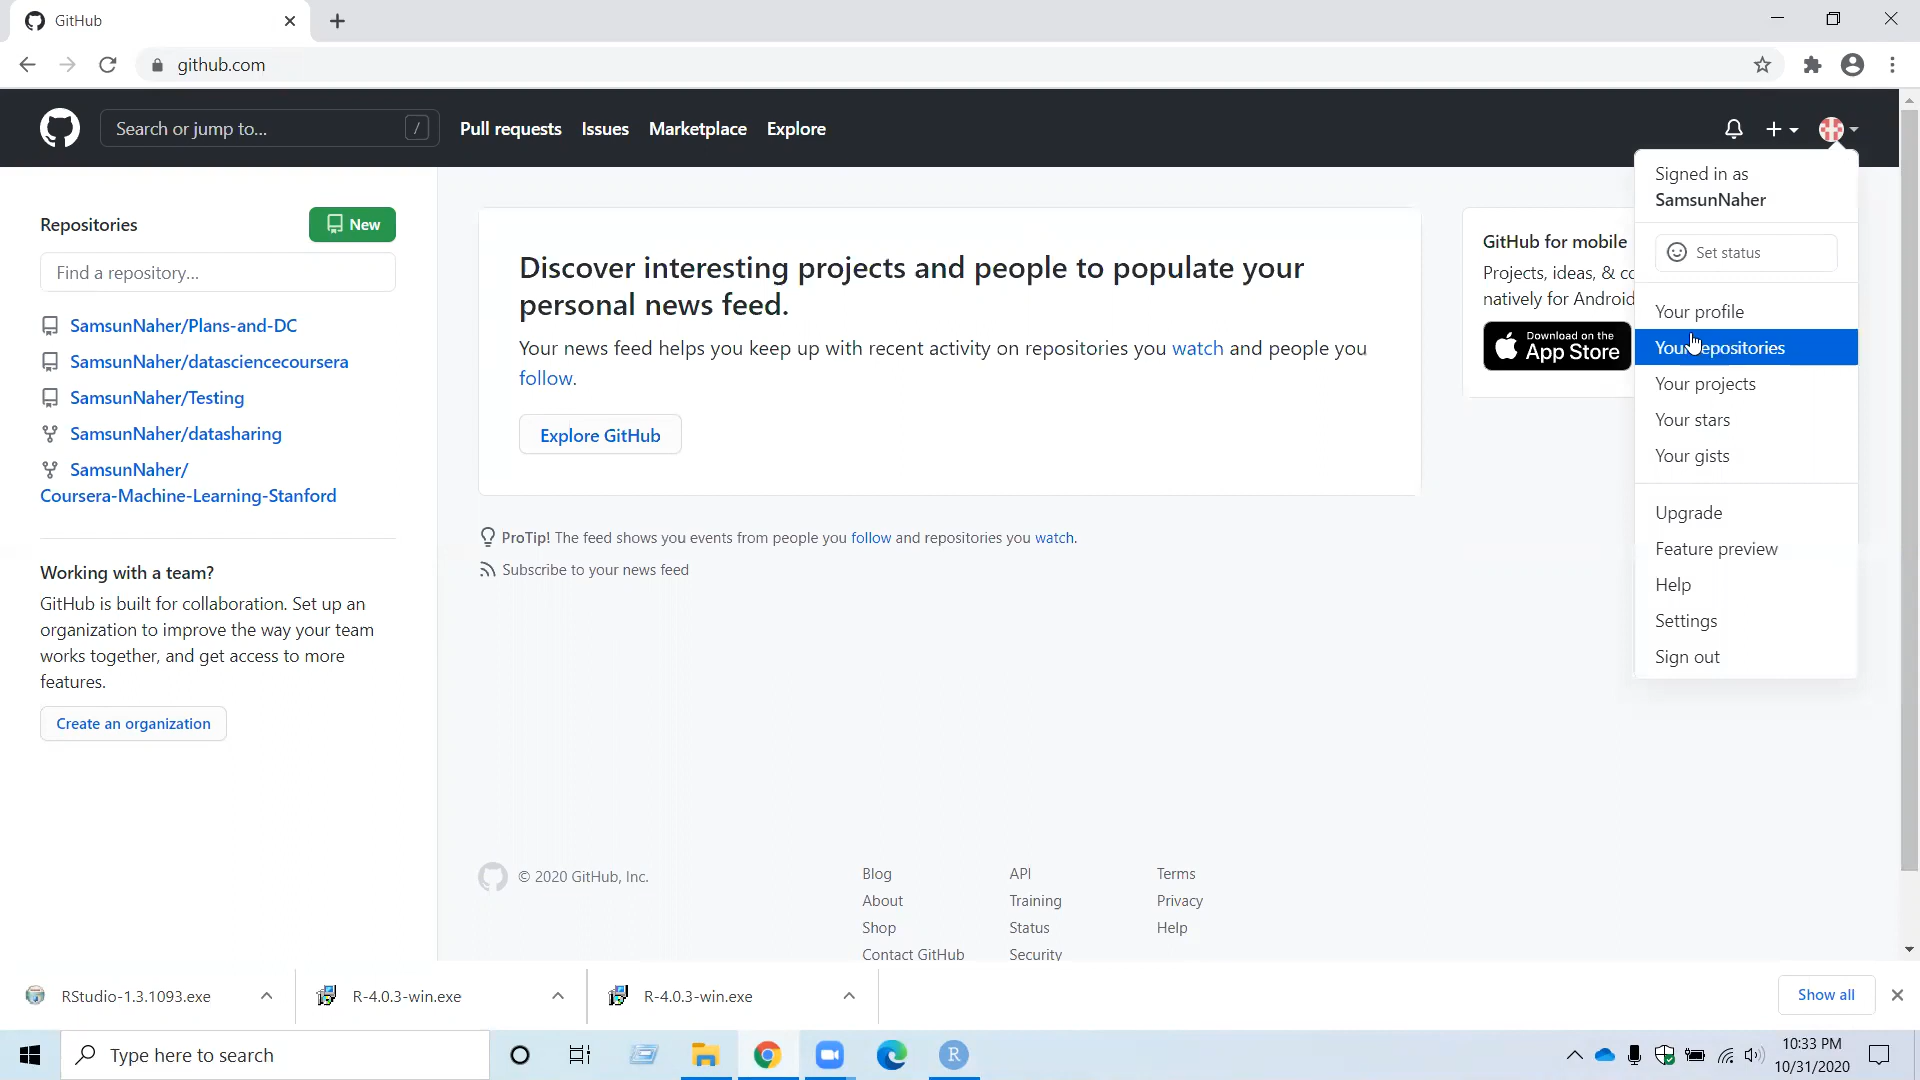 GitHub
github.com
Search or jump to...
/
Pull requests
Issues
Marketplace
Explore
Signed in as
SamsunNaher
Set status
Your profile
Your repositories
Your projects
Your stars
Your gists
Upgrade
Feature preview
Help
Settings
Sign out
Repositories
New
Find a repository...
SamsunNaher/Plans-and-DC
SamsunNaher/datasciencecoursera
SamsunNaher/Testing
SamsunNaher/datasharing
SamsunNaher/
Coursera-Machine-Learning-Stanford
Working with a team?
GitHub is built for collaboration. Set up an
organization to improve the way your team
works together, and get access to more
features.
Create an organization
Discover interesting projects and people to populate your
personal news feed.
Your news feed helps you keep up with recent activity on repositories you watch and people you
follow.
Explore GitHub
ProTip! The feed shows you events from people you follow and repositories you watch.
Subscribe to your news feed
GitHub for mobile
Projects, ideas, & co
natively for Android
Download on the
App Store
© 2020 GitHub, Inc.
Blog
About
Shop
Contact GitHub
API
Training
Status
Security
Terms
Privacy
Help
RStudio-1.3.1093.exe
R-4.0.3-win.exe
R-4.0.3-win.exe
Show all
Type here to search
R
10:33 PM
10/31/2020